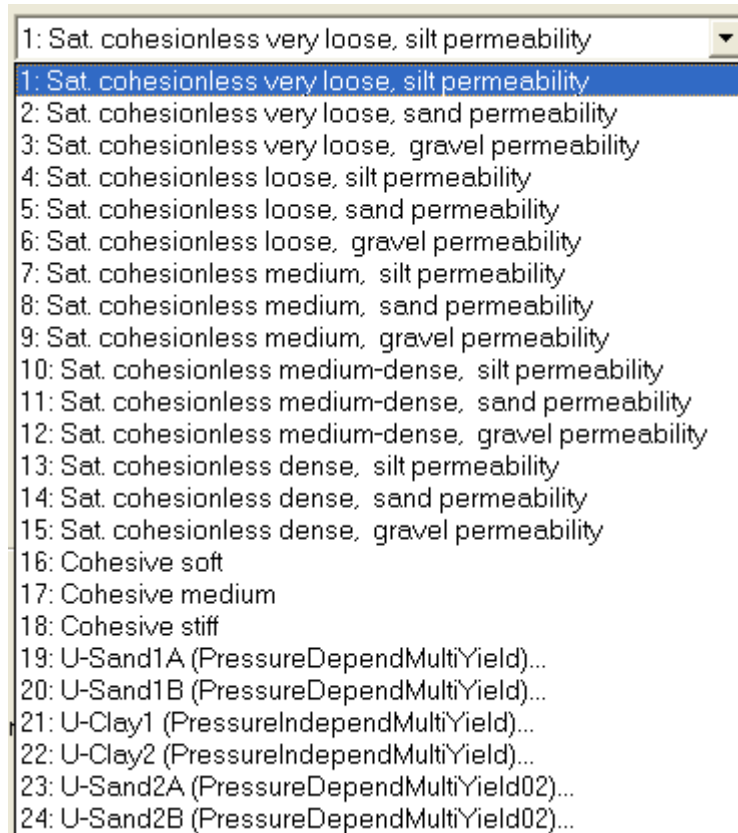 1: Sat. cohesionless very loose, silt permeability
1: Sat. cohesionless very loose, silt permeability
2: Sat. cohesionless very loose, sand permeability
3: Sat. cohesionless very loose, gravel permeability
4: Sat. cohesionless loose, silt permeability
5: Sat. cohesionless loose, sand permeability
6: Sat. cohesionless loose, gravel permeability
7: Sat. cohesionless medium, silt permeability
8: Sat. cohesionless medium, sand permeability
9: Sat. cohesionless medium, gravel permeability
10: Sat. cohesionless medium-dense, silt permeability
11: Sat. cohesionless medium-dense, sand permeability
12: Sat. cohesionless medium-dense, gravel permeability
13: Sat. cohesionless dense, silt permeability
14: Sat. cohesionless dense, sand permeability
15: Sat. cohesionless dense, gravel permeability
16: Cohesive soft
17: Cohesive medium
18: Cohesive stiff
19: U-Sand1A (PressureDependMultiYield)...
20: U-Sand1B (PressureDependMultiYield)...
21: U-Clay1 (PressureIndependMultiYield)...
22: U-Clay2 (PressureIndependMultiYield)...
23: U-Sand2A (PressureDependMultiYield02)...
24: U-Sand2B (PressureDependMultiYield02)...